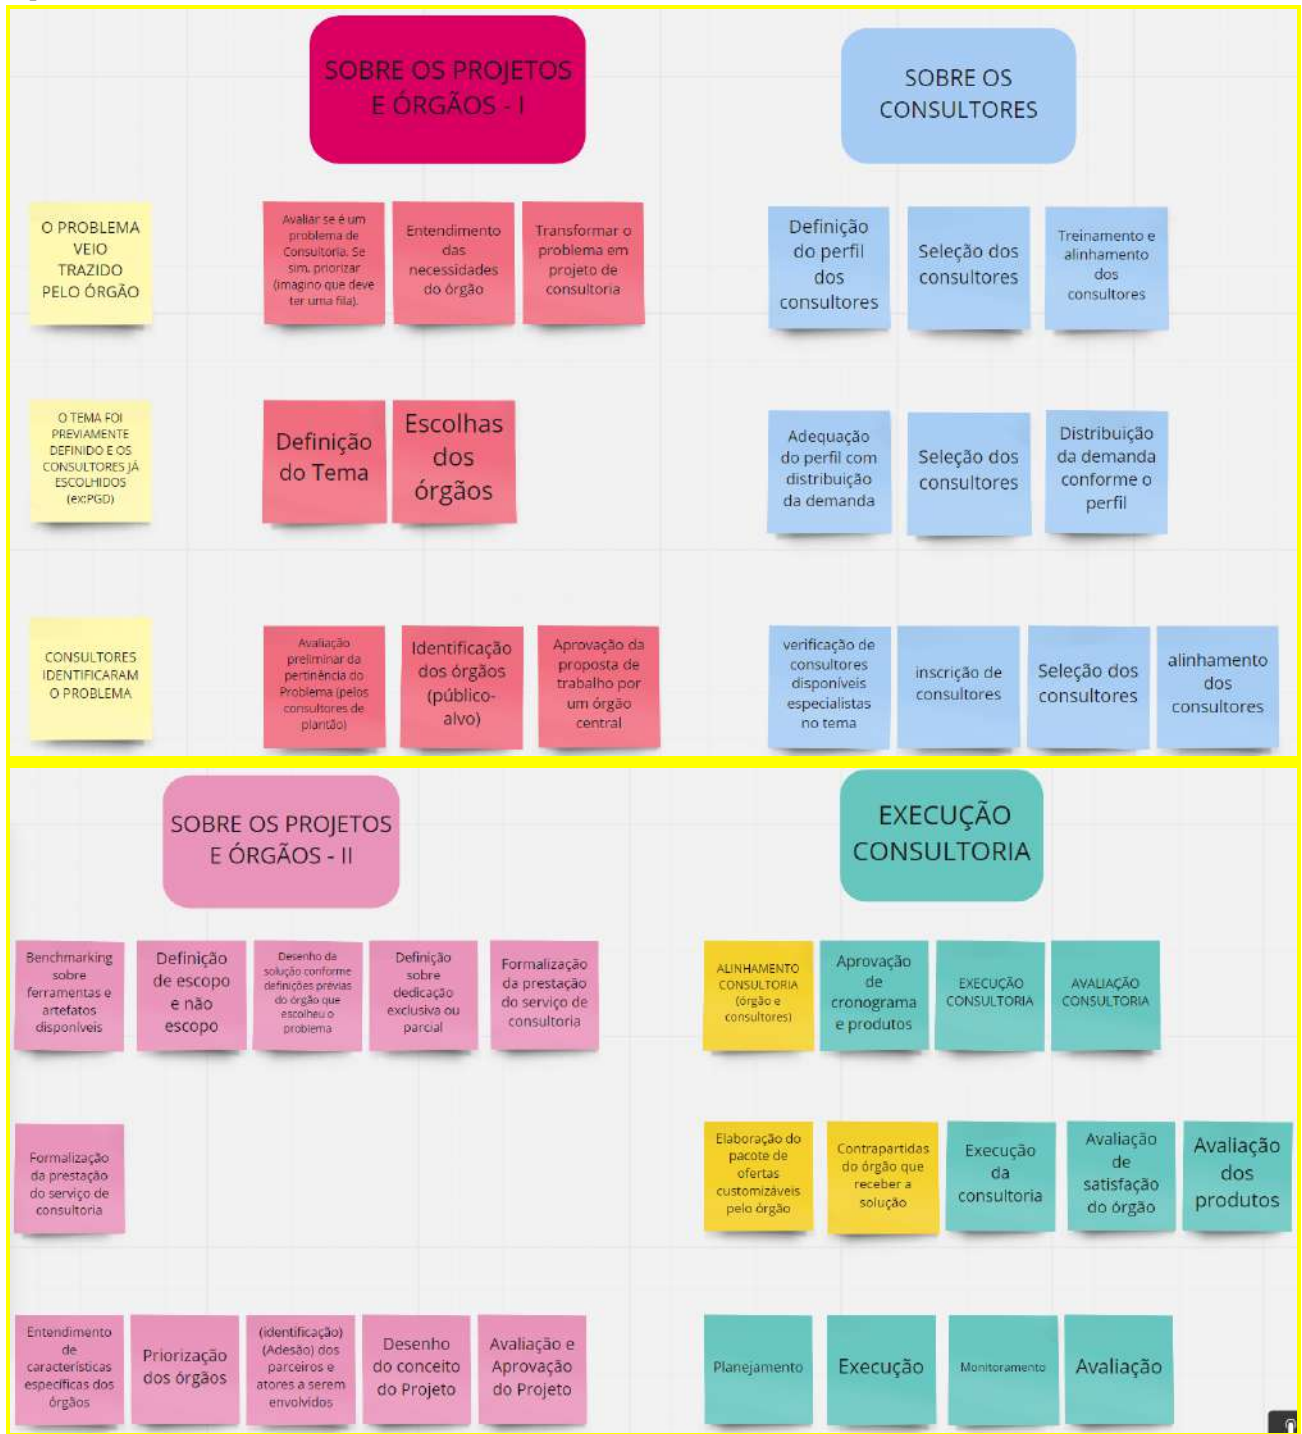 SOBRE OS PROJETOS
E ÓRGÃOS - I
SOBRE OS
CONSULTORES
O PROBLEMA
VEIO
TRAZIDO
PELO ÓRGÃO
Avaliar se é um
problema de
Consultoria. Se
sim, priorizar
(imagino que deve
ter uma fila).
Entendimento
das
necessidades
do órgão
Transformar o
problema em
projeto de
consultoria
Definição
do perfil
dos
consultores
Seleção dos
consultores
Treinamento e
alinhamento
dos
consultores
O TEMA FOI
PREVIAMENTE
DEFINIDO E OS
CONSULTORES JÁ
ESCOLHIDOS
(ex:PGD)
Definição
do Tema
Escolhas
dos
órgãos
Adequação
do perfil com
distribuição
da demanda
Seleção dos
consultores
Distribuição
da demanda
conforme o
perfil
CONSULTORES
IDENTIFICARAM
O PROBLEMA
Avaliação
preliminar da
pertinência do
Problema (pelos
consultores de
plantão)
Identificação
dos órgãos
(público-
alvo)
Aprovação da
proposta de
trabalho por
um órgão
central
verificação de
consultores
disponíveis
especialistas
no tema
inscrição de
consultores
Seleção dos
consultores
alinhamento
dos
consultores
SOBRE OS PROJETOS
E ÓRGÃOS - II
EXECUÇÃO
CONSULTORIA
Benchmarking
sobre
ferramentas e
artefatos
disponíveis
Definição
de escopo
e não
escopo
Desenho da
solução conforme
definições prévias
do órgão que
escolheu o
problema
Definição
sobre
dedicação
exclusiva ou
parcial
Formalização
da prestação
do serviço de
consultoria
ALINHAMENTO
CONSULTORIA
(órgão e
consultores)
Aprovação
de
cronograma
e produtos
EXECUÇÃO
CONSULTORIA
AVALIAÇÃO
CONSULTORIA
Formalização
da prestação
do serviço de
consultoria
Elaboração do
pacote de
ofertas
customizáveis
pelo órgão
Contrapartidas
do órgão que
receber a
solução
Execução
da
consultoria
Avaliação
de
satisfação
do órgão
Avaliação
dos
produtos
Entendimento
de
características
específicas dos
órgãos
Priorização
dos órgãos
(identificação)
(Adesão) dos
parceiros e
atores a serem
envolvidos
Desenho
do conceito
do Projeto
Avaliação e
Aprovação
do Projeto
Planejamento
Execução
Monitoramento
Avaliação